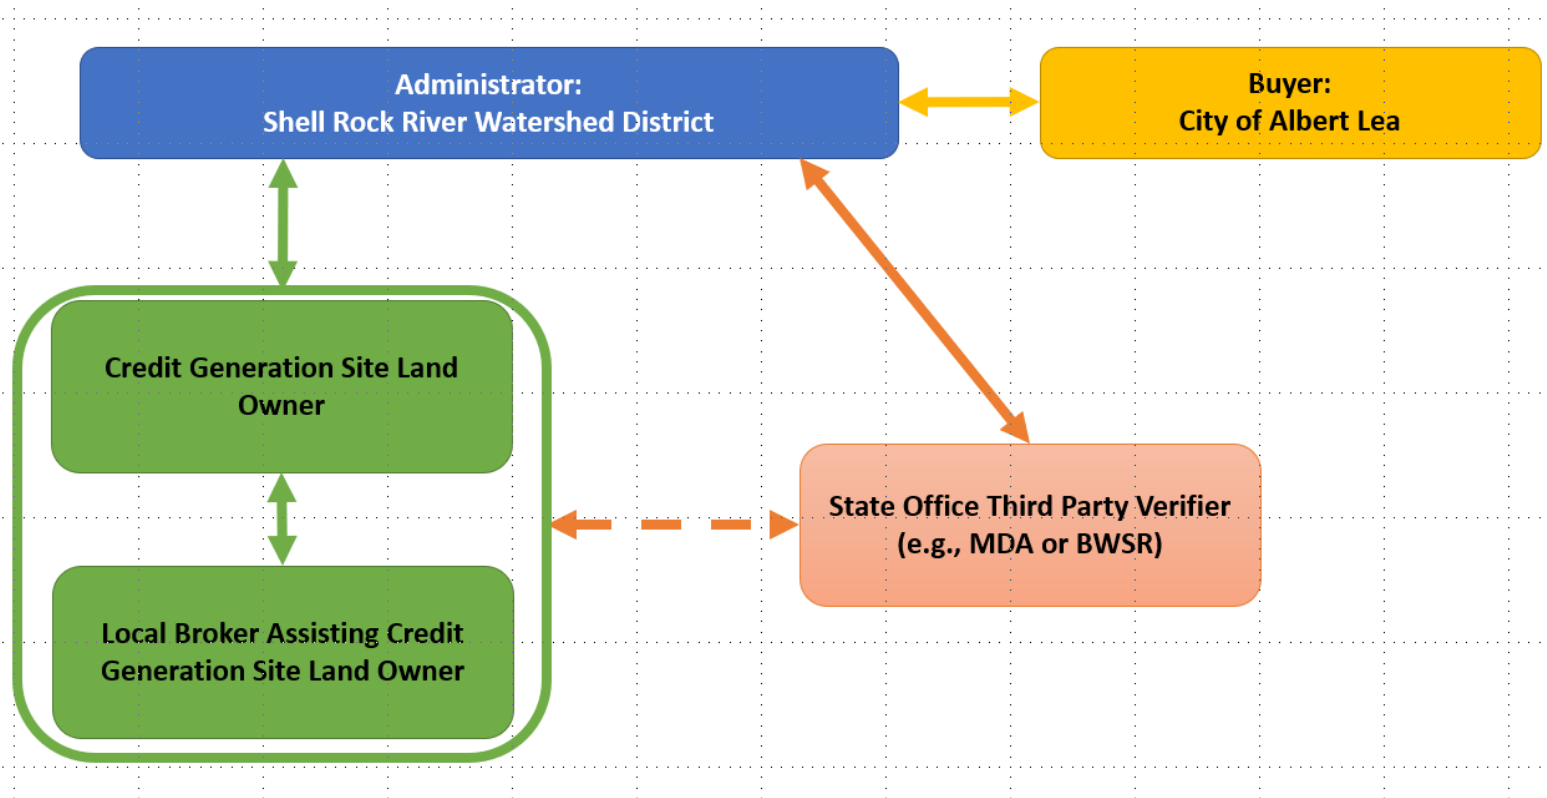 Administrator:
Shell Rock River Watershed District
Buyer:
City of Albert Lea
Credit Generation Site Land
Owner
State Office Third Party Verifier
(e.g., MDA or BWSR)
Local Broker Assisting Credit
Generation Site Land Owner